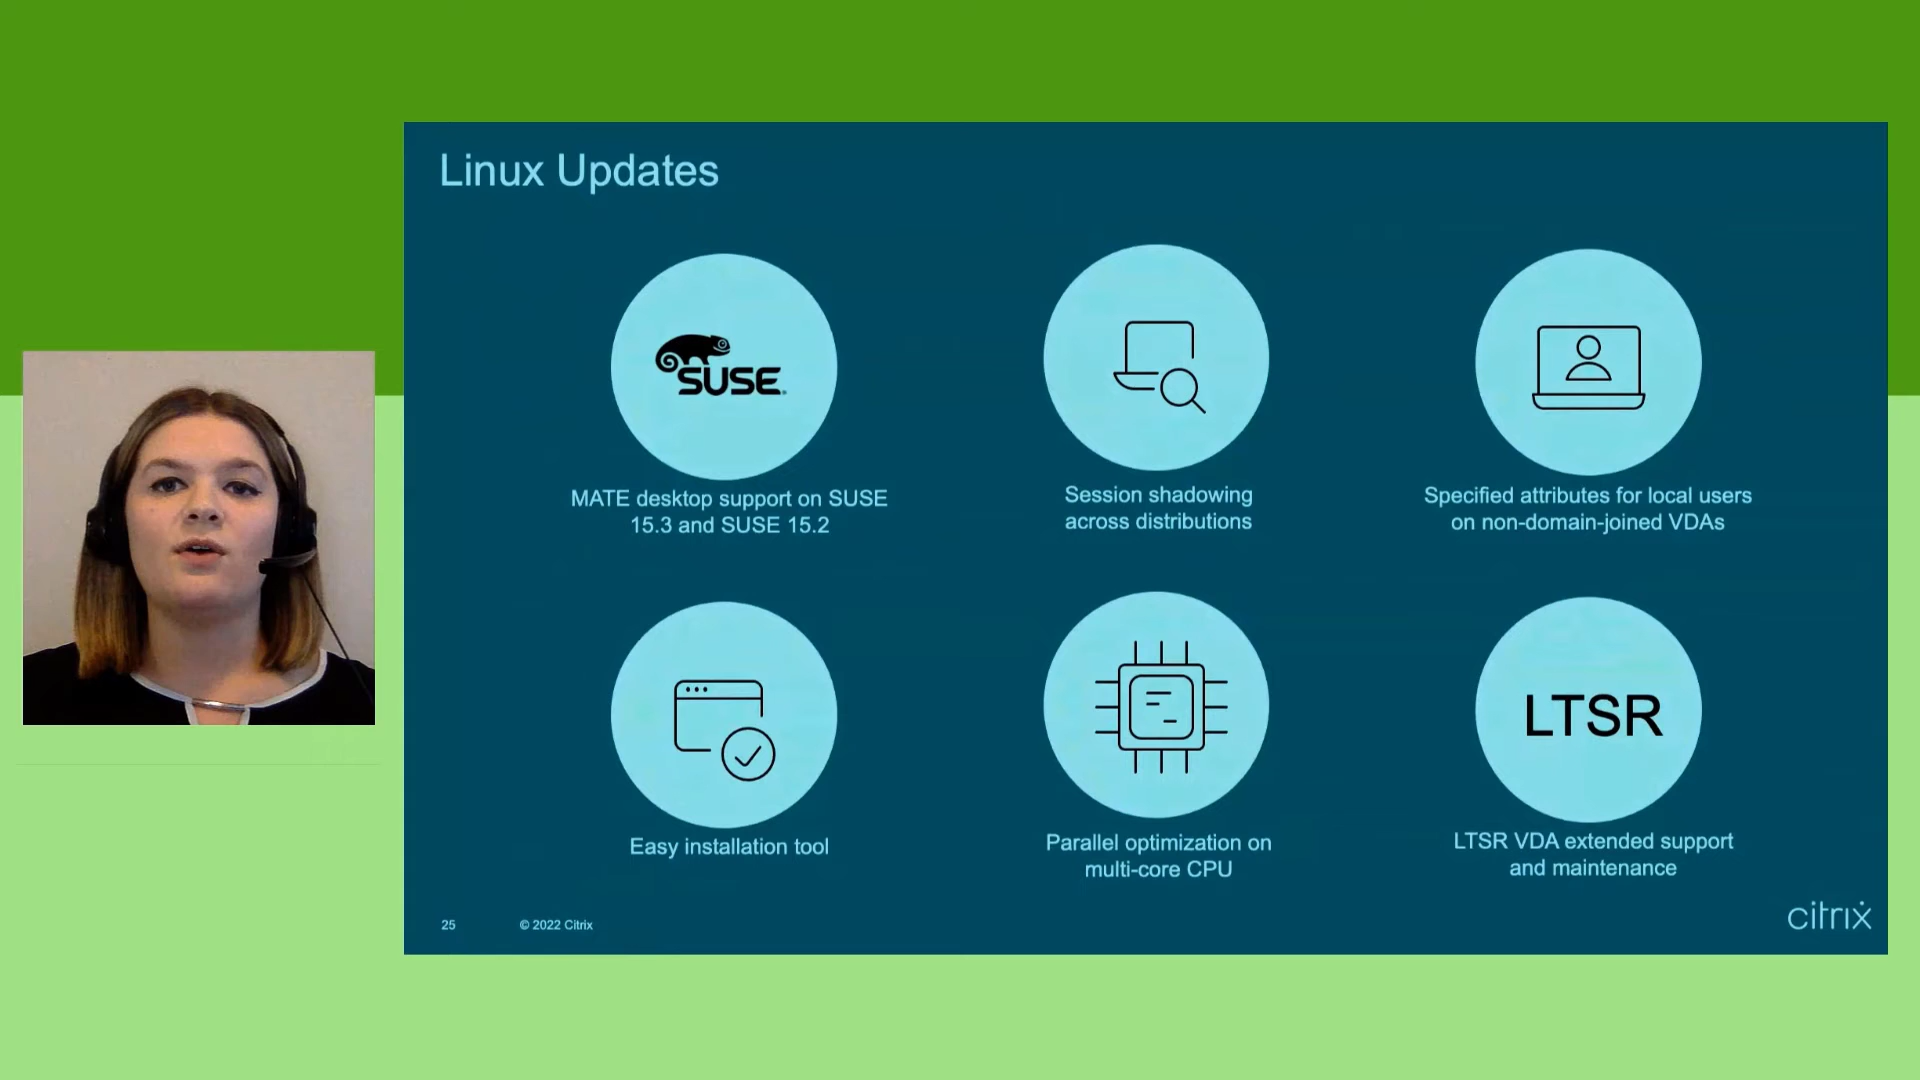 Linux Updates
SUSE
MATE desktop support on SUSE
15.3 and SUSE 15.2
Session shadowing
across distributions
Specified attributes for local users
on non-domain-joined VDAs
Easy installation tool
Parallel optimization on
multi-core CPU
LTSR
LTSR VDA extended support
and maintenance
25
© 2022 Citrix
citrix